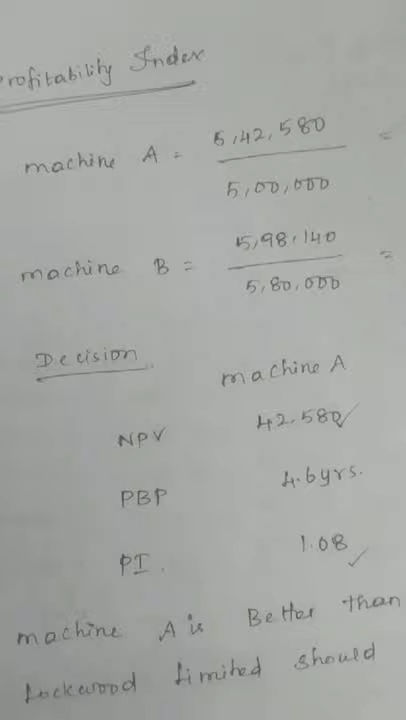 Profitability Index
machine A = 5,42,580 =
5,00,000
machine B = 5,98,140 =
5,80,000
Decision
machine A
NPV 42,580✓
PBP 4.6yrs.
PI. 1.08 ✓
machine A is Better than
Lockwood Limited should